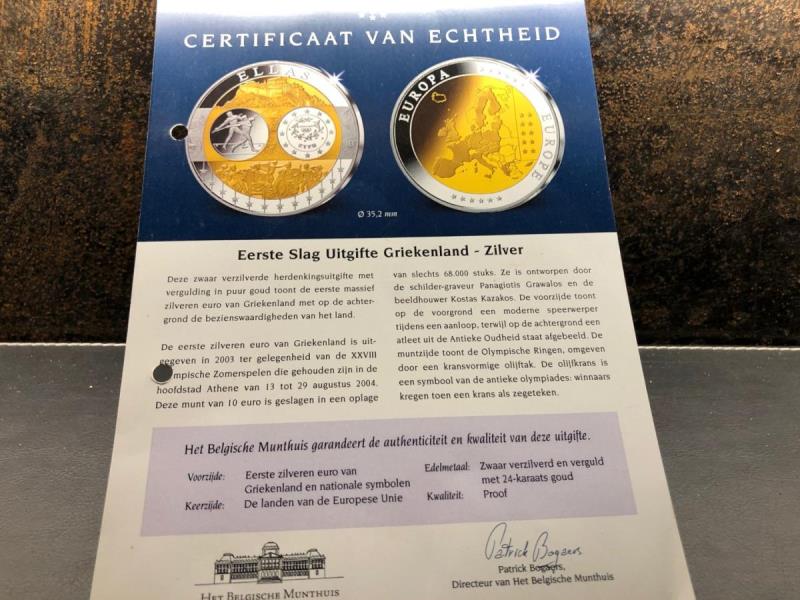 CERTIFICAAT VAN ECHTHEID
ELLAS
EUROPA
EUROPE
Ø 35,2 mm
Eerste Slag Uitgifte Griekenland - Zilver
Deze zwaar verzilverde herdenkingsuitgifte met
vergulding in puur goud toont de eerste massief
zilveren euro van Griekenland met op de achter-
grond de bezienswaardigheden van het land.
De eerste zilveren euro van Griekenland is uit-
gegeven in 2003 ter gelegenheid van de XXVIII
mpische Zomerspelen die gehouden zijn in de
hoofdstad Athene van 13 tot 29 augustus 2004.
Deze munt van 10 euro is geslagen in een oplage
van slechts 68.000 stuks. Ze is ontworpen door
de schilder-graveur Panagiotis Grawalos en de
beeldhouwer Kostas Kazakos. De voorzijde toont
op de voorgrond een moderne speerwerper
tijdens een aanloop, terwijl op de achtergrond een
atleet uit de Antieke Oudheid staat afgebeeld. De
muntzijde toont de Olympische Ringen, omgeven
door een kransvormige olijftak. De olijfkrans is
een symbool van de antieke olympiades: winnaars
kregen toen een krans als zegeteken.
Het Belgische Munthuis garandeert de authenticiteit en kwaliteit van deze uitgifte.
Voorzijde: Eerste zilveren euro van
Griekenland en nationale symbolen
Keerzijde: De landen van de Europese Unie
Edelmetaal: Zwaar verzilverd en verguld
met 24-karaats goud
Kwaliteit: Proof
HET BELGISCHE MUNTHUIS
Patrick Bogaers
Patrick Bogaers,
Directeur van Het Belgische Munthuis